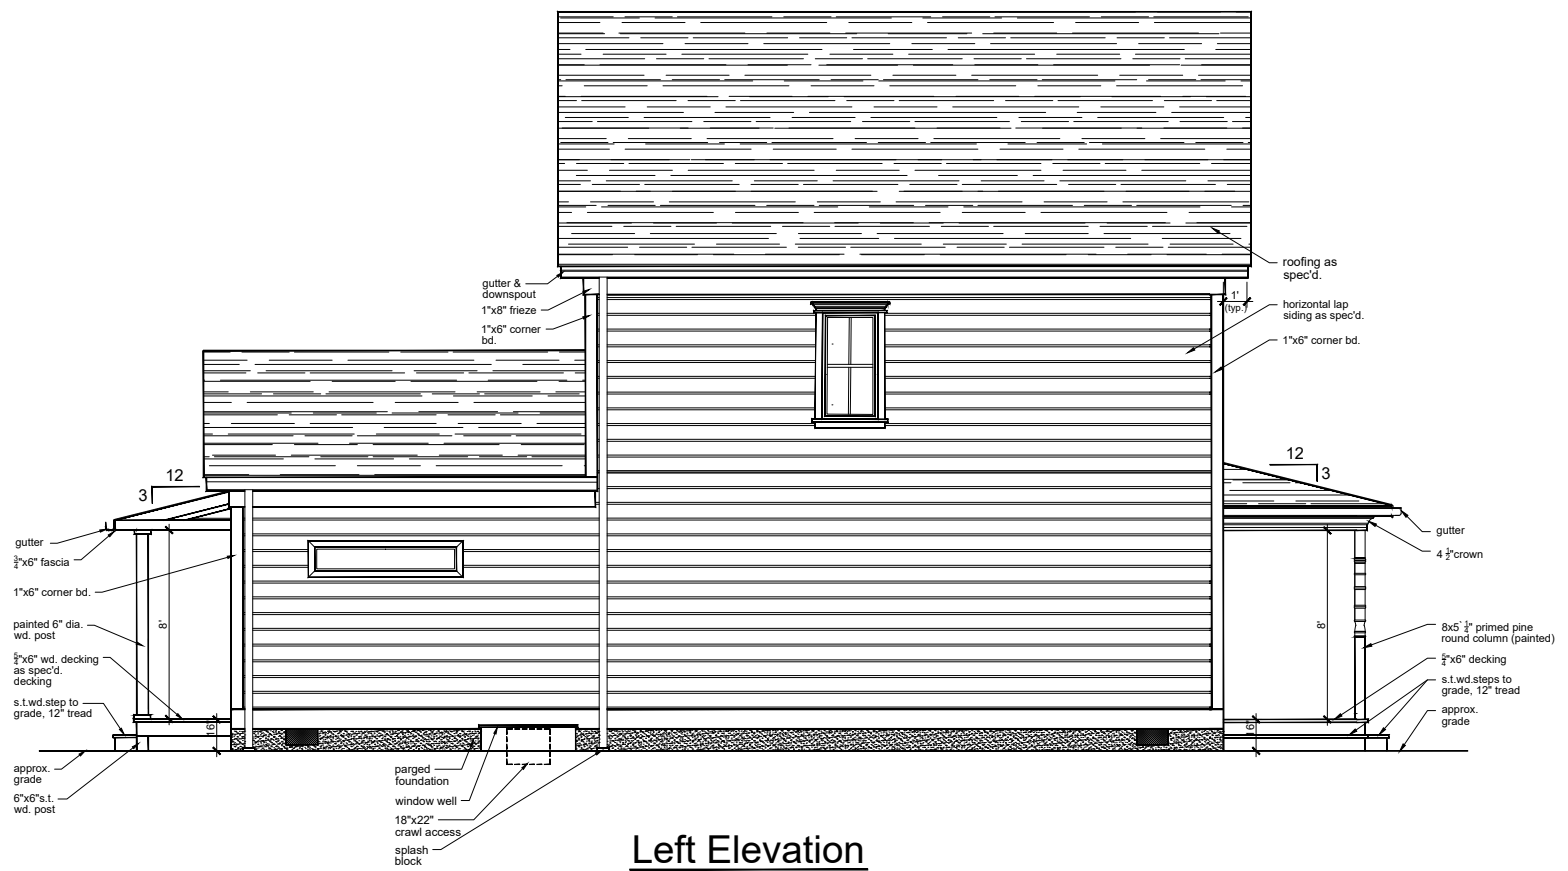 gutter &
downspout
1"x8" frieze
1"x6" corner
bd.
roofing as
spec'd.
1'
(typ.)
horizontal lap
siding as spec'd.
1"x6" corner bd.
12
3
gutter
3/4"x6" fascia
1"x6" corner bd.
painted 6" dia.
wd. post
8'
5/4"x6" wd. decking
as spec'd.
decking
s.t.wd.step to
grade, 12" tread
16"
approx.
grade
6"x6"s.t.
wd. post
parged
foundation
window well
18"x22"
crawl access
splash
block
12
3
gutter
4 1/2"crown
8'
8x5 1/4" primed pine
round column (painted)
5/4"x6" decking
s.t.wd.steps to
grade, 12" tread
16"
approx.
grade
Left Elevation